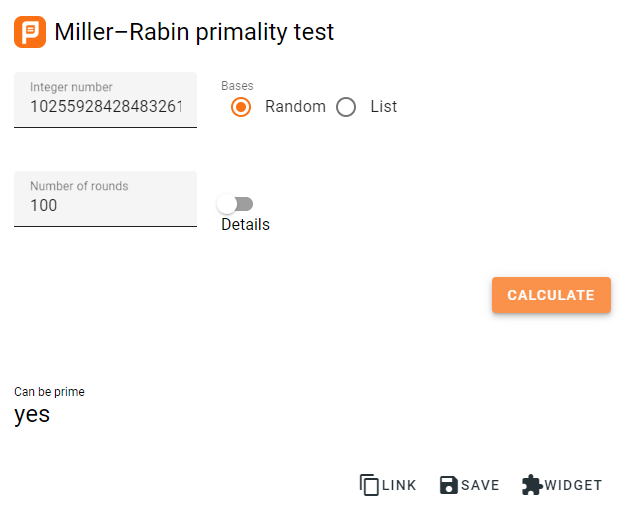 Miller–Rabin primality test
Integer number
Bases
10255928428483261
Random
List
Number of rounds
100
Details
CALCULATE
Can be prime
yes
LINK
SAVE
WIDGET